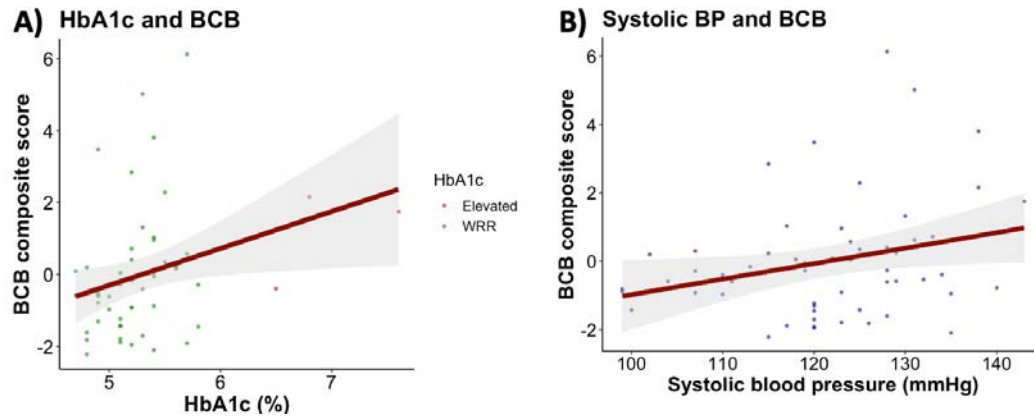 A) HbA1c and BCB
BCB composite score
6
4
2
0
-2
5
6
7
HbA1c (%)
HbA1c
Elevated
WRR
B) Systolic BP and BCB
BCB composite score
6
4
2
0
-2
100
110
120
130
140
Systolic blood pressure (mmHg)